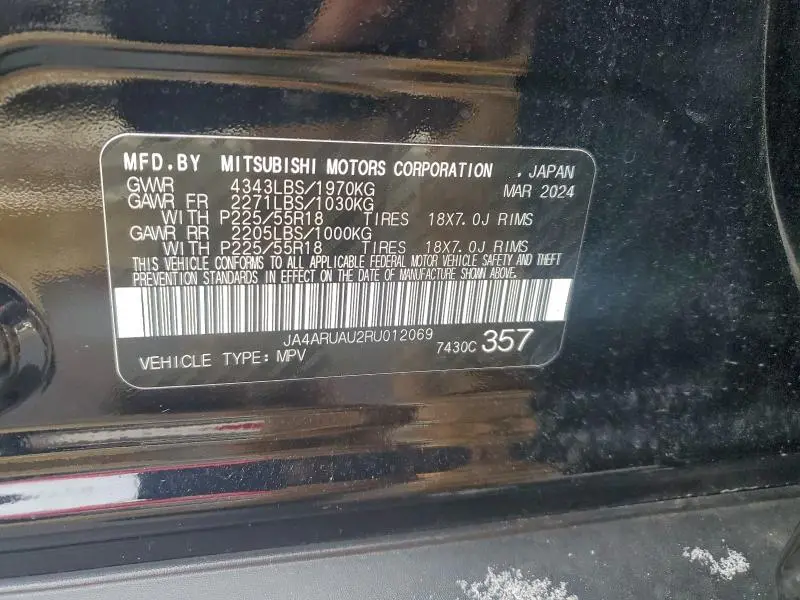 MFD.BY MITSUBISHI MOTORS CORPORATION . JAPAN
GVWR 4343LBS/1970KG MAR 2024
GAWR FR 2271LBS/1030KG
WITH P225/55R18 TIRES 18X7.0J RIMS
GAWR RR 2205LBS/1000KG
WITH P225/55R18 TIRES 18X7.0J RIMS
THIS VEHICLE CONFORMS TO ALL APPLICABLE FEDERAL MOTOR VEHICLE SAFETY AND THEFT
PREVENTION STANDARDS IN EFFECT ON THE DATE OF MANUFACTURE SHOWN ABOVE.
JA4ARUAU2RU012069
VEHICLE TYPE: MPV 7430C 357